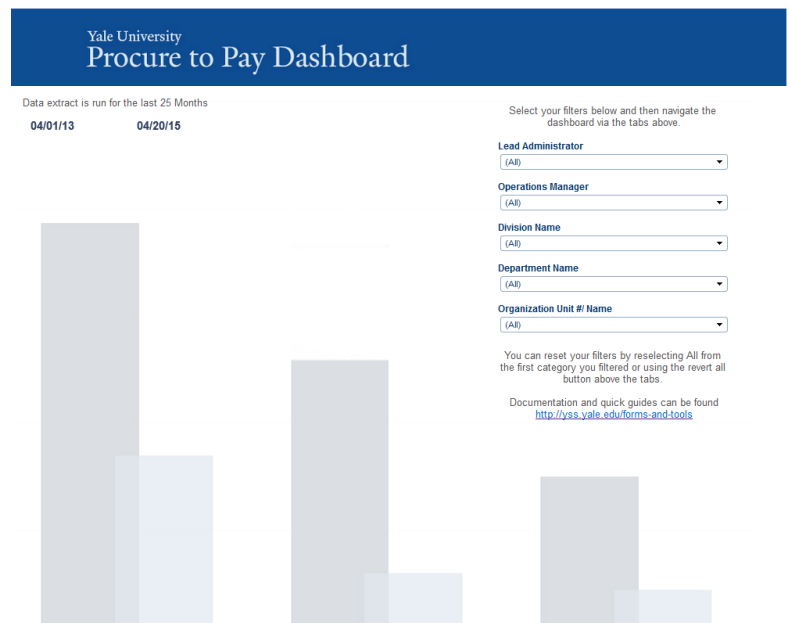 Yale University
Procure to Pay Dashboard
Data extract is run for the last 25 Months
04/01/13 04/20/15
Select your filters below and then navigate the
dashboard via the tabs above.
Lead Administrator
(All)
Operations Manager
(All)
Division Name
(All)
Department Name
(All)
Organization Unit #/ Name
(All)
You can reset your filters by reselecting All from
the first category you filtered or using the revert all
button above the tabs.
Documentation and quick guides can be found
http://yss.yale.edu/forms-and-tools